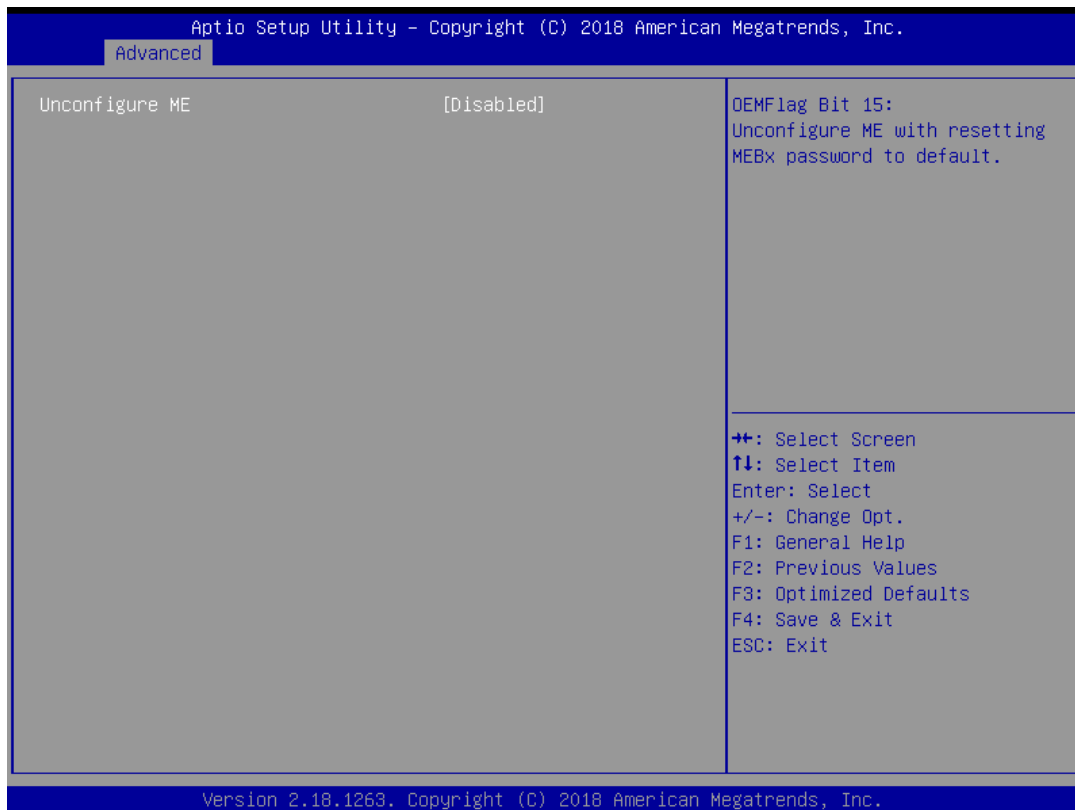 Aptio Setup Utility – Copyright (C) 2018 American Megatrends, Inc.
Advanced
Unconfigure ME [Disabled]
OEMFlag Bit 15:
Unconfigure ME with resetting
MEBx password to default.
→←: Select Screen
↑↓: Select Item
Enter: Select
+/-: Change Opt.
F1: General Help
F2: Previous Values
F3: Optimized Defaults
F4: Save & Exit
ESC: Exit
Version 2.18.1263. Copyright (C) 2018 American Megatrends, Inc.